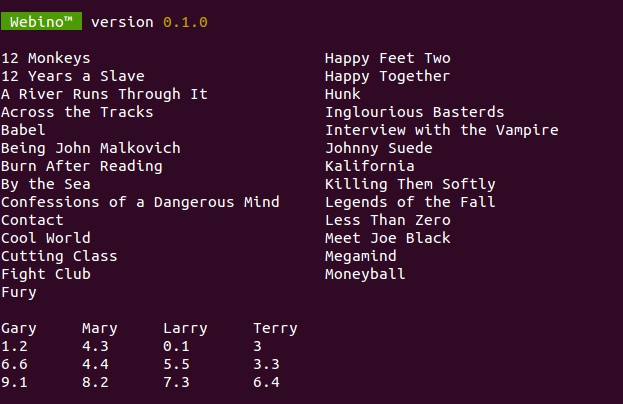 Webino™ version 0.1.0
12 Monkeys Happy Feet Two
12 Years a Slave Happy Together
A River Runs Through It Hunk
Across the Tracks Inglourious Basterds
Babel Interview with the Vampire
Being John Malkovich Johnny Suede
Burn After Reading Kalifornia
By the Sea Killing Them Softly
Confessions of a Dangerous Mind Legends of the Fall
Contact Less Than Zero
Cool World Meet Joe Black
Cutting Class Megamind
Fight Club Moneyball
Fury
Gary Mary Larry Terry
1.2 4.3 0.1 3
6.6 4.4 5.5 3.3
9.1 8.2 7.3 6.4